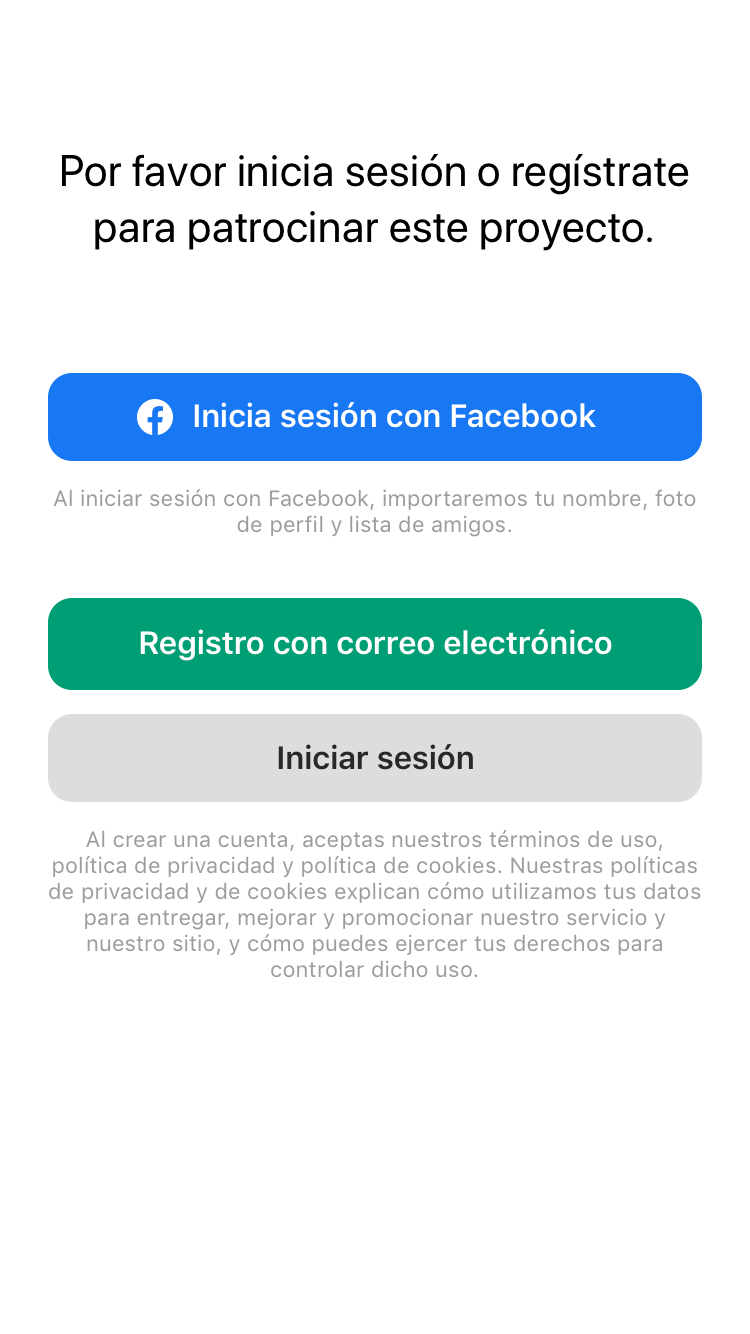 Por favor inicia sesión o regístrate
para patrocinar este proyecto.
Inicia sesión con Facebook
Al iniciar sesión con Facebook, importaremos tu nombre, foto
de perfil y lista de amigos.
Registro con correo electrónico
Iniciar sesión
Al crear una cuenta, aceptas nuestros términos de uso,
política de privacidad y política de cookies. Nuestras políticas
de privacidad y de cookies explican cómo utilizamos tus datos
para entregar, mejorar y promocionar nuestro servicio y
nuestro sitio, y cómo puedes ejercer tus derechos para
controlar dicho uso.